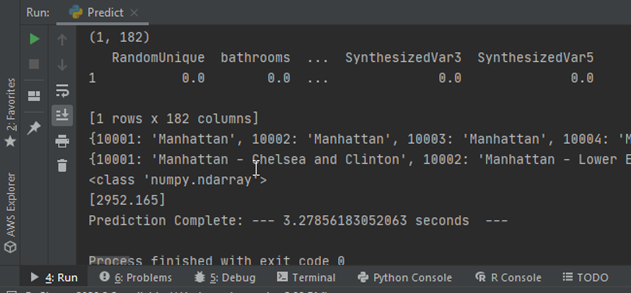 Run: Predict ×
(1, 182)
RandomUnique bathrooms ... SynthesizedVar3 SynthesizedVar5
1 0.0 0.0 ... 0.0 0.0
[1 rows x 182 columns]
{10001: 'Manhattan', 10002: 'Manhattan', 10003: 'Manhattan', 10004: 'M
{10001: 'Manhattan - Chelsea and Clinton', 10002: 'Manhattan - Lower E
<class 'numpy.ndarray'>
[2952.165]
Prediction Complete: --- 3.27856183052063 seconds ---
Process finished with exit code 0
2: Favorites
AWS Explorer
4: Run 6: Problems 5: Debug Terminal Python Console R Console TODO